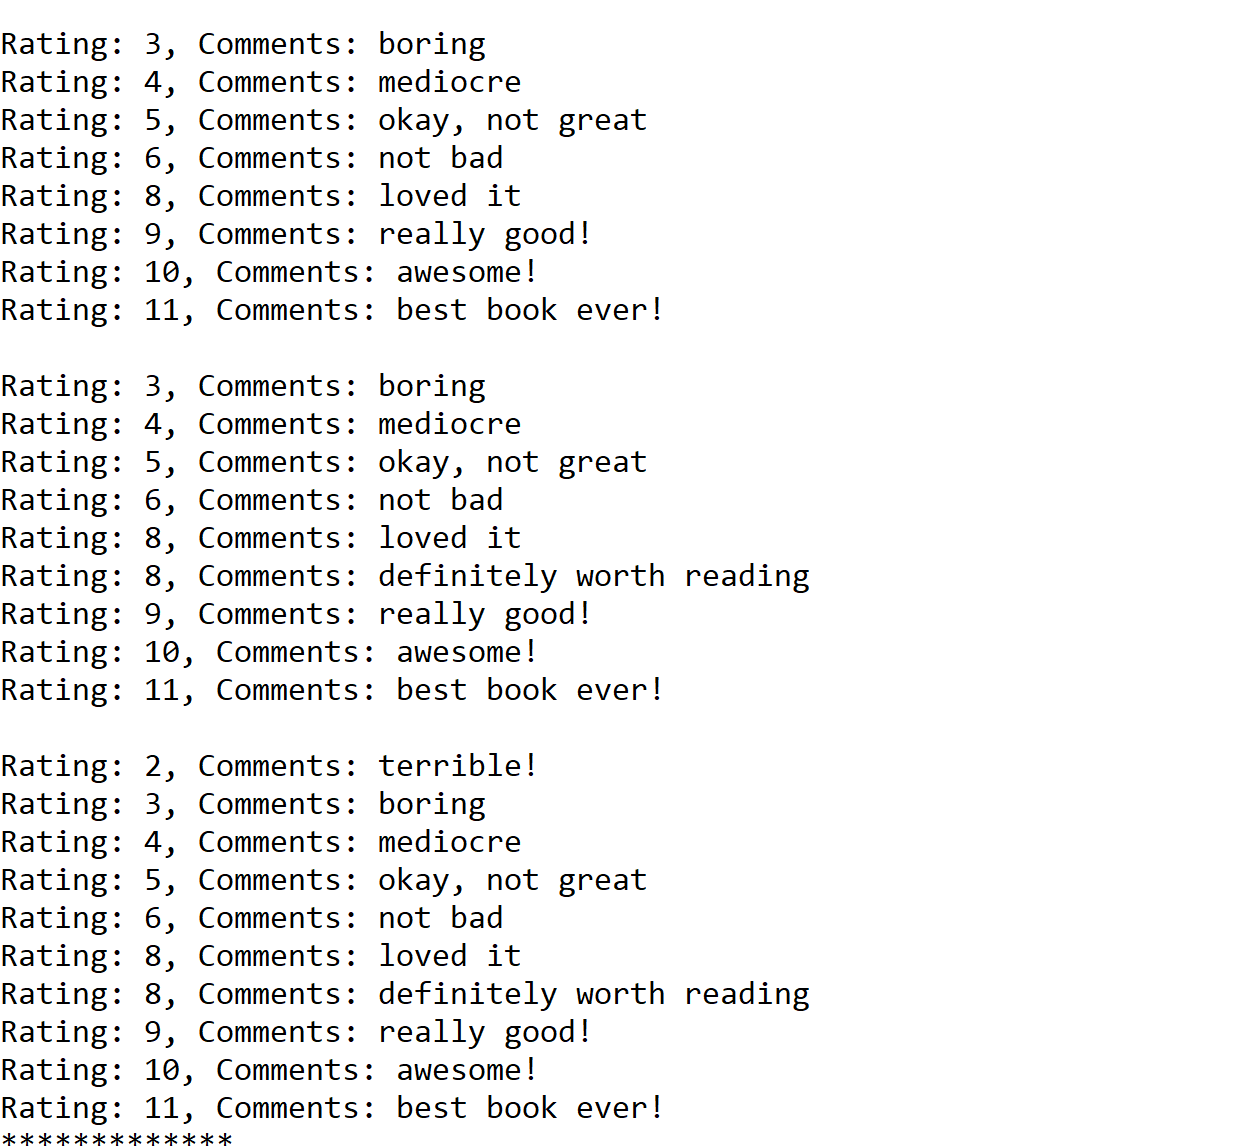 Rating: 3, Comments: boring
Rating: 4, Comments: mediocre
Rating: 5, Comments: okay, not great
Rating: 6, Comments: not bad
Rating: 8, Comments: loved it
Rating: 9, Comments: really good!
Rating: 10, Comments: awesome!
Rating: 11, Comments: best book ever!

Rating: 3, Comments: boring
Rating: 4, Comments: mediocre
Rating: 5, Comments: okay, not great
Rating: 6, Comments: not bad
Rating: 8, Comments: loved it
Rating: 8, Comments: definitely worth reading
Rating: 9, Comments: really good!
Rating: 10, Comments: awesome!
Rating: 11, Comments: best book ever!

Rating: 2, Comments: terrible!
Rating: 3, Comments: boring
Rating: 4, Comments: mediocre
Rating: 5, Comments: okay, not great
Rating: 6, Comments: not bad
Rating: 8, Comments: loved it
Rating: 8, Comments: definitely worth reading
Rating: 9, Comments: really good!
Rating: 10, Comments: awesome!
Rating: 11, Comments: best book ever!
*************